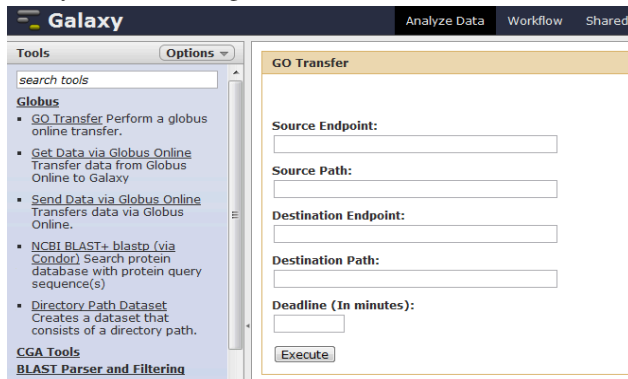 Galaxy
Analyze Data Workflow Shared
Tools
Options
search tools
Globus
GO Transfer Perform a globus
online transfer.
Get Data via Globus Online
Transfer data from Globus
Online to Galaxy
Send Data via Globus Online
Transfers data via Globus
Online.
NCBI BLAST+ blastp (via
Condor) Search protein
database with protein query
sequence(s)
Directory Path Dataset
Creates a dataset that
consists of a directory path.
CGA Tools
BLAST Parser and Filtering
GO Transfer
Source Endpoint:
Source Path:
Destination Endpoint:
Destination Path:
Deadline (In minutes):
Execute